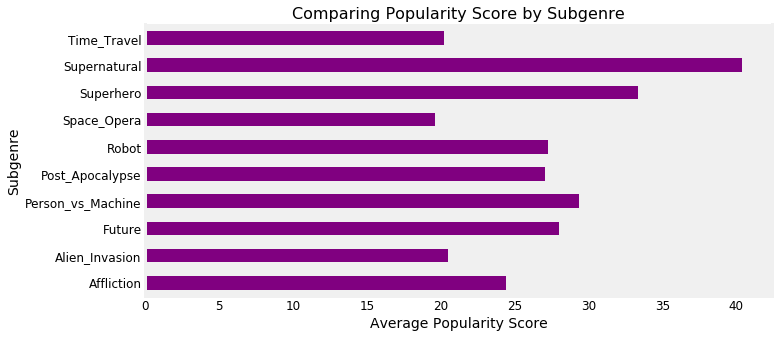 Comparing Popularity Score by Subgenre
Subgenre
Time_Travel
Supernatural
Superhero
Space_Opera
Robot
Post_Apocalypse
Person_vs_Machine
Future
Alien_Invasion
Affliction
0 5 10 15 20 25 30 35 40
Average Popularity Score